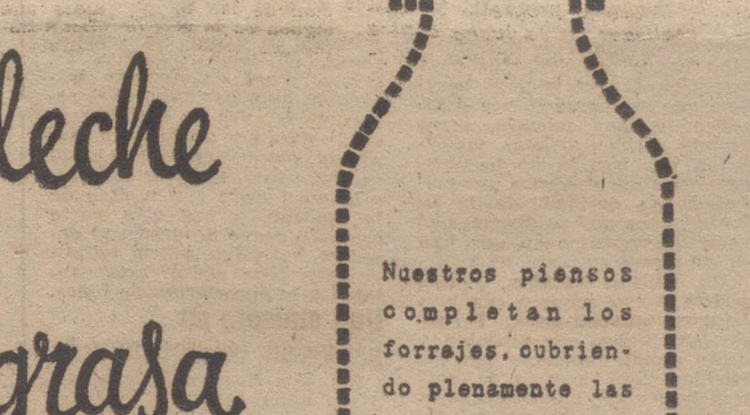 leche
grasa
Nuestros piensos
completan los
forrajes, cubrien-
do plenamente las